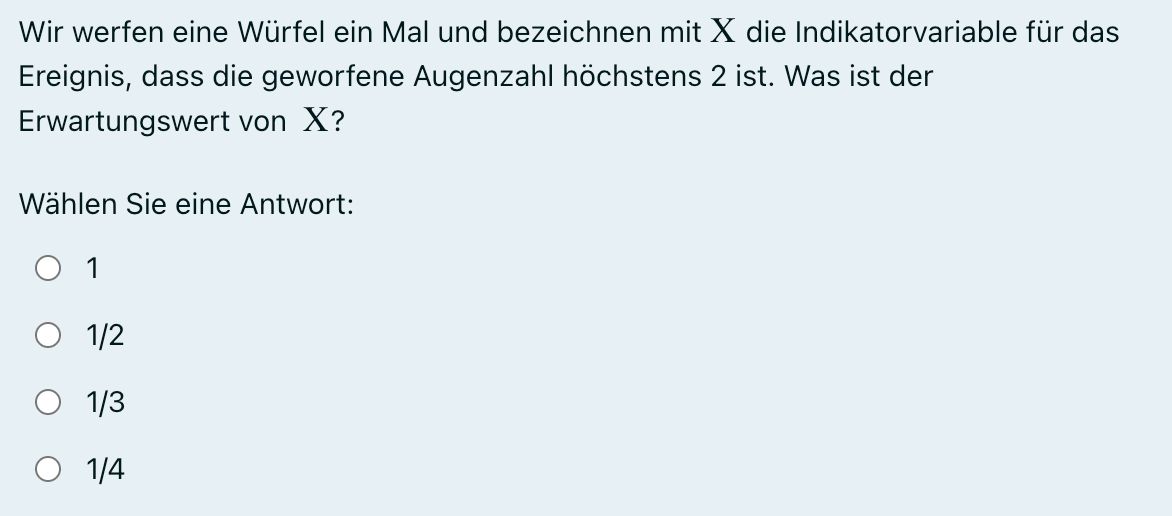 Wir werfen eine Würfel ein Mal und bezeichnen mit X die Indikatorvariable für das
Ereignis, dass die geworfene Augenzahl höchstens 2 ist. Was ist der
Erwartungswert von X?
Wählen Sie eine Antwort:
1
1/2
1/3
1/4